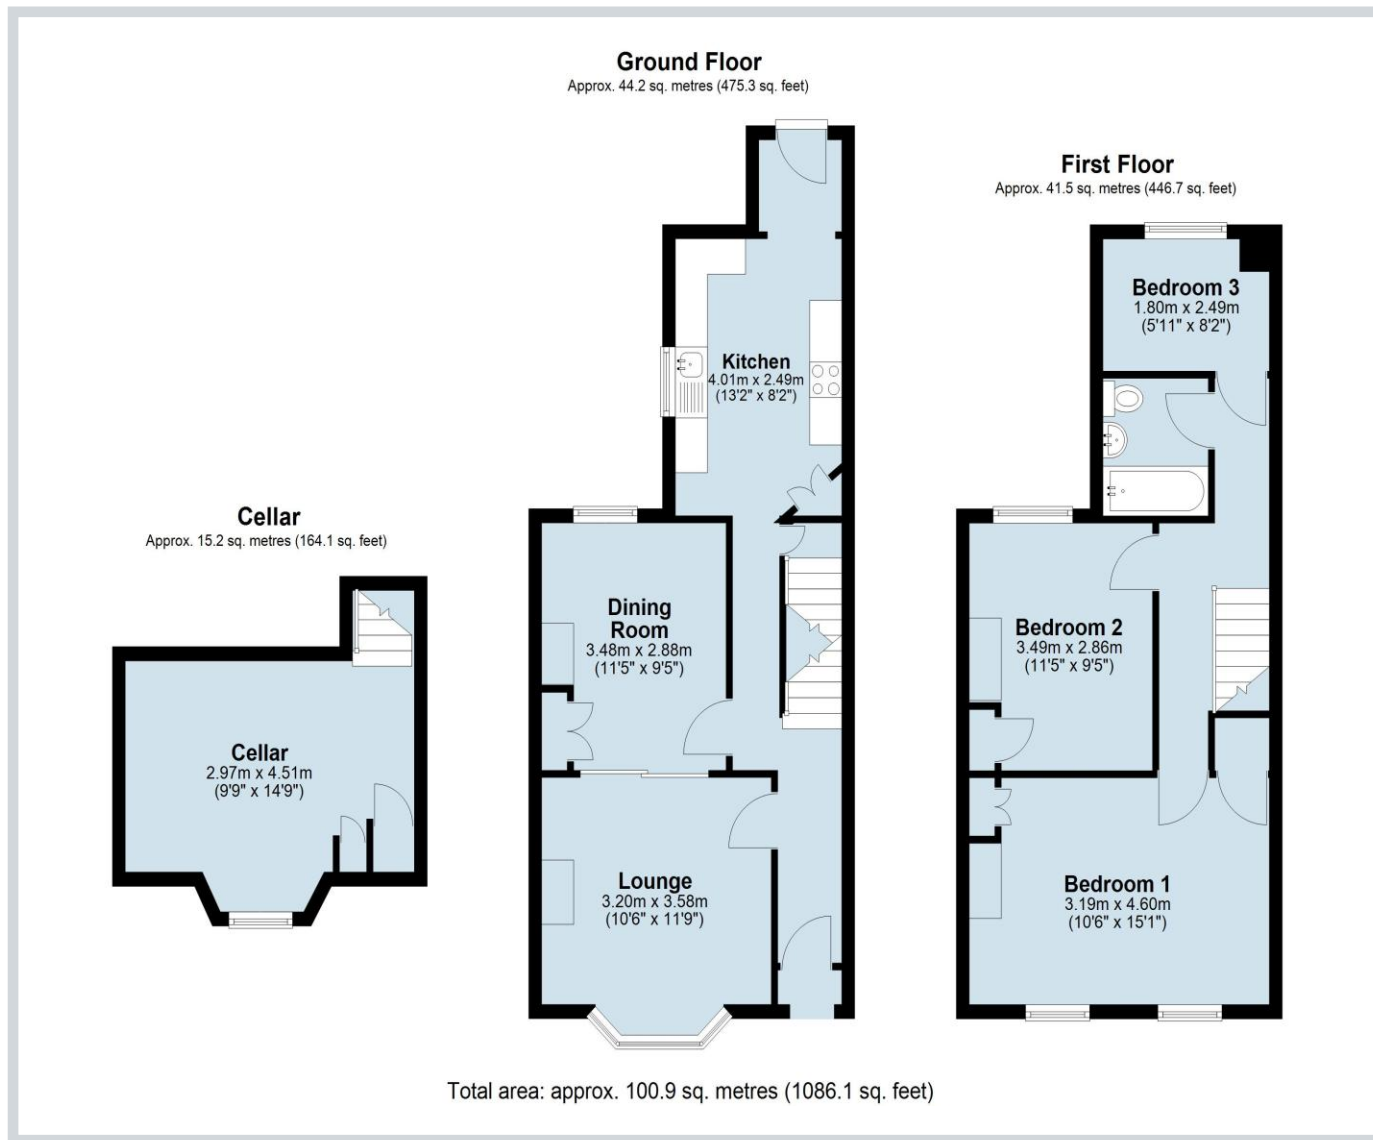 Ground Floor
Approx. 44.2 sq. metres (475.3 sq. feet)
First Floor
Approx. 41.5 sq. metres (446.7 sq. feet)
Bedroom 3
1.80m x 2.49m
(5'11" x 8'2")
Kitchen
4.01m x 2.49m
(13'2" x 8'2")
Cellar
Approx. 15.2 sq. metres (164.1 sq. feet)
Dining
Room
3.48m x 2.88m
(11'5" x 9'5")
Bedroom 2
3.49m x 2.86m
(11'5" x 9'5")
Cellar
2.97m x 4.51m
(9'9" x 14'9")
Lounge
3.20m x 3.58m
(10'6" x 11'9")
Bedroom 1
3.19m x 4.60m
(10'6" x 15'1")
Total area: approx. 100.9 sq. metres (1086.1 sq. feet)